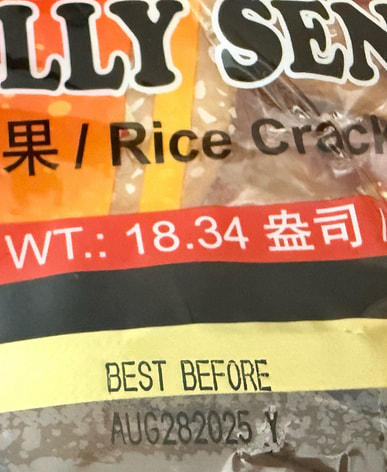 LLY SEN
果 / Rice Crack
WT.: 18.34 盎司 /
BEST BEFORE
AUG282025 Y